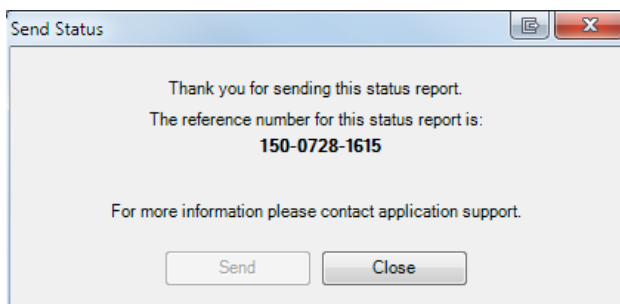 Send Status
Thank you for sending this status report.
The reference number for this status report is:
150-0728-1615
For more information please contact application support.
Send
Close